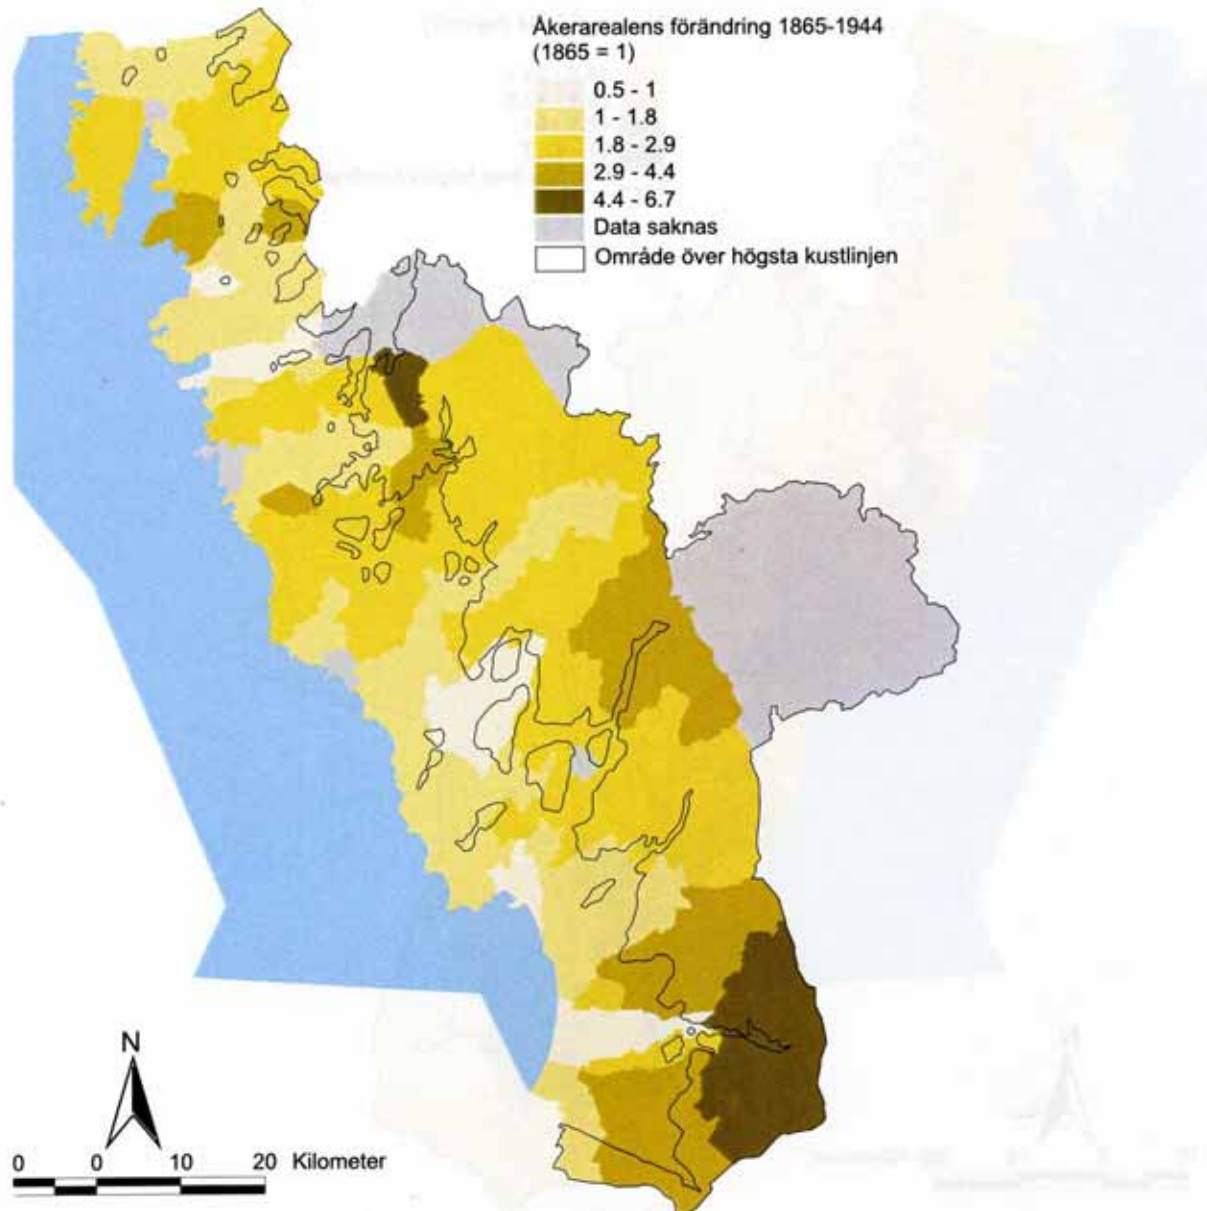 Åkerarealens förändring 1865-1944
(1865 = 1)
0.5 - 1
1 - 1.8
1.8 - 2.9
2.9 - 4.4
4.4 - 6.7
Data saknas
Område över högsta kustlinjen
N
0 0 10 20 Kilometer